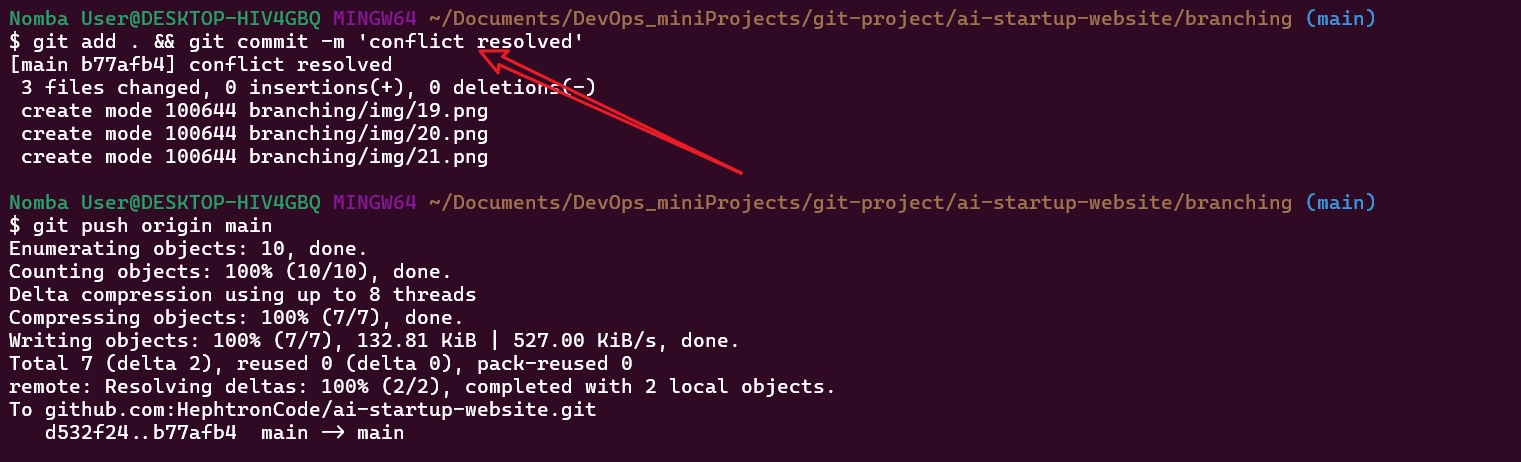 Nomba User@DESKTOP-HIV4GBQ MINGW64 ~/Documents/DevOps_miniProjects/git-project/ai-startup-website/branching (main)
$ git add . && git commit -m 'conflict resolved'
[main b77afb4] conflict resolved
 3 files changed, 0 insertions(+), 0 deletions(-)
 create mode 100644 branching/img/19.png
 create mode 100644 branching/img/20.png
 create mode 100644 branching/img/21.png

Nomba User@DESKTOP-HIV4GBQ MINGW64 ~/Documents/DevOps_miniProjects/git-project/ai-startup-website/branching (main)
$ git push origin main
Enumerating objects: 10, done.
Counting objects: 100% (10/10), done.
Delta compression using up to 8 threads
Compressing objects: 100% (7/7), done.
Writing objects: 100% (7/7), 132.81 KiB | 527.00 KiB/s, done.
Total 7 (delta 2), reused 0 (delta 0), pack-reused 0
remote: Resolving deltas: 100% (2/2), completed with 2 local objects.
To github.com:HephtronCode/ai-startup-website.git
   d532f24..b77afb4  main -> main